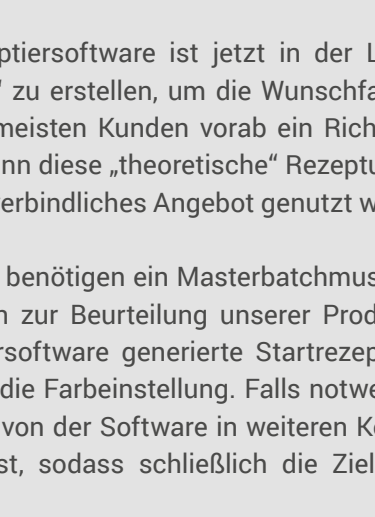 ptiersoftware ist jetzt in der L
“ zu erstellen, um die Wunschfa
meisten Kunden vorab ein Rich
nn diese „theoretische“ Rezeptu
verbindliches Angebot genutzt w
benötigen ein Masterbatchmus
n zur Beurteilung unserer Prod
rsoftware generierte Startrezep
die Farbeinstellung. Falls notwe
von der Software in weiteren K
st, sodass schließlich die Ziel